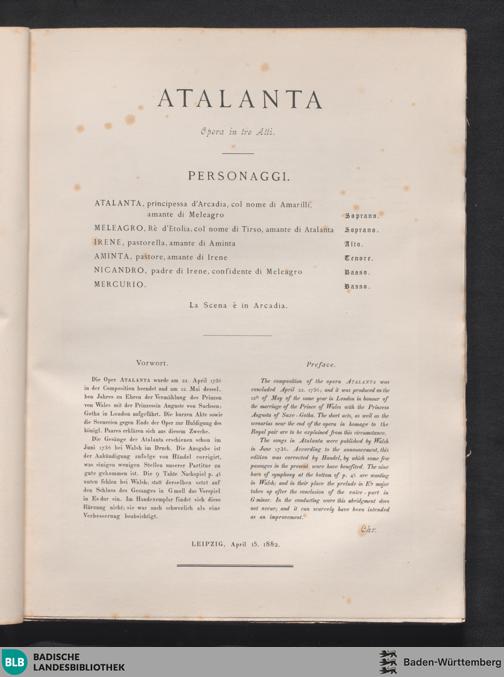 ATALANTA
Opera in tre Atti.
PERSONAGGI.
ATALANTA, principessa d'Arcadia, col nome di Amarilli,
amante di Meleagro Soprano.
MELEAGRO, Rè d'Etolia, col nome di Tirso, amante di Atalanta Soprano.
IRENE, pastorella, amante di Aminta Alto.
AMINTA, pastore, amante di Irene Tenore.
NICANDRO, padre di Irene, confidente di Meleagro Basso.
MERCURIO. Basso.
La Scena è in Arcadia.
Vorwort.
Die Oper ATALANTA wurde am 22. April 1736
in der Composition beendet und am 12. Mai dessel-
ben Jahres zu Ehren der Vermählung des Prinzen
von Wales mit der Prinzessin Auguste von Sachsen-
Gotha in London aufgeführt. Die kurzen Akte sowie
die Scenerien gegen Ende der Oper zur Huldigung des
königl. Paares erklären sich aus diesem Zwecke.
Die Gesänge der Atalanta erschienen schon im
Juni 1736 bei Walsh im Druck. Die Ausgabe ist
der Ankündigung zufolge von Händel corrigirt,
was einigen wenigen Stellen unserer Partitur zu
gute gekommen ist. Die 9 Takte Nachspiel p. 45
unten fehlen bei Walsh; statt derselben setzt auf
den Schluss des Gesanges in G moll das Vorspiel
in Es dur ein. Im Handexemplar findet sich diese
Kürzung nicht; sie war auch schwerlich als eine
Verbesserung beabsichtigt.
Preface.
The composition of the opera ATALANTA was
concluded April 22. 1736, and it was produced on the
12th of May of the same year in London in honour of
the marriage of the Prince of Wales with the Princess
Augusta of Saxe-Gotha. The short acts, as well as the
scenarios near the end of the opera in homage to the
Royal pair are to be explained from this circumstance.
The songs in Atalanta were published by Walsh
in June 1736. According to the announcement, this
edition was corrected by Handel, by which some few
passages in the present score have benefited. The nine
bars of symphony at the bottom of p. 45 are wanting
in Walsh; and in their place the prelude in E♭ major
takes up after the conclusion of the voice-part in
G minor. In the conducting score this abridgment does
not occur; and it can scarcely have been intended
as an improvement.
Chr.
LEIPZIG, April 15. 1882.
BLB BADISCHE
LANDESBIBLIOTHEK
Baden-Württemberg